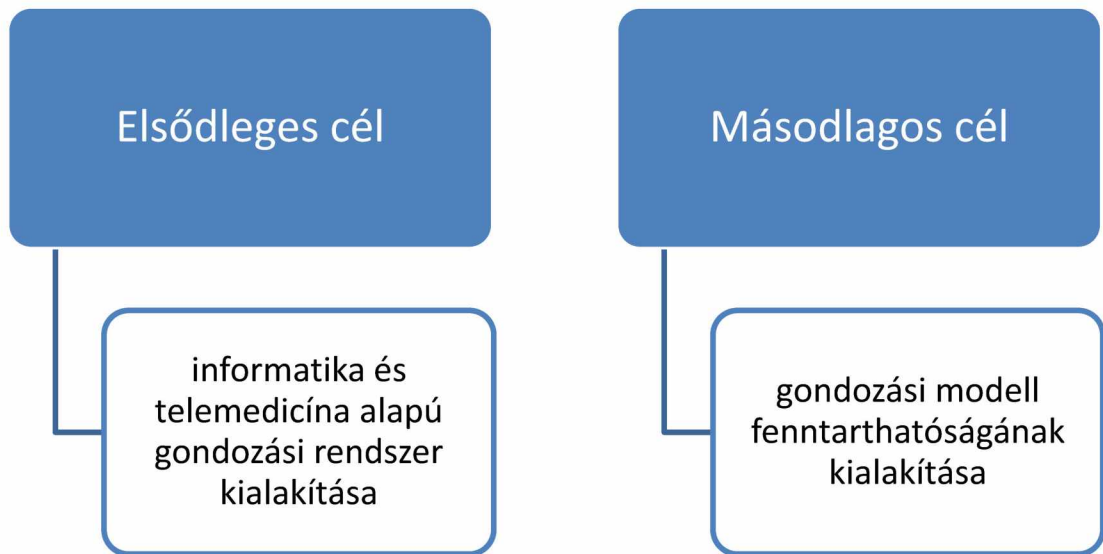 Elsődleges cél
informatika és
telemedicína alapú
gondozási rendszer
kialakítása
Másodlagos cél
gondozási modell
fenntarthatóságának
kialakítása